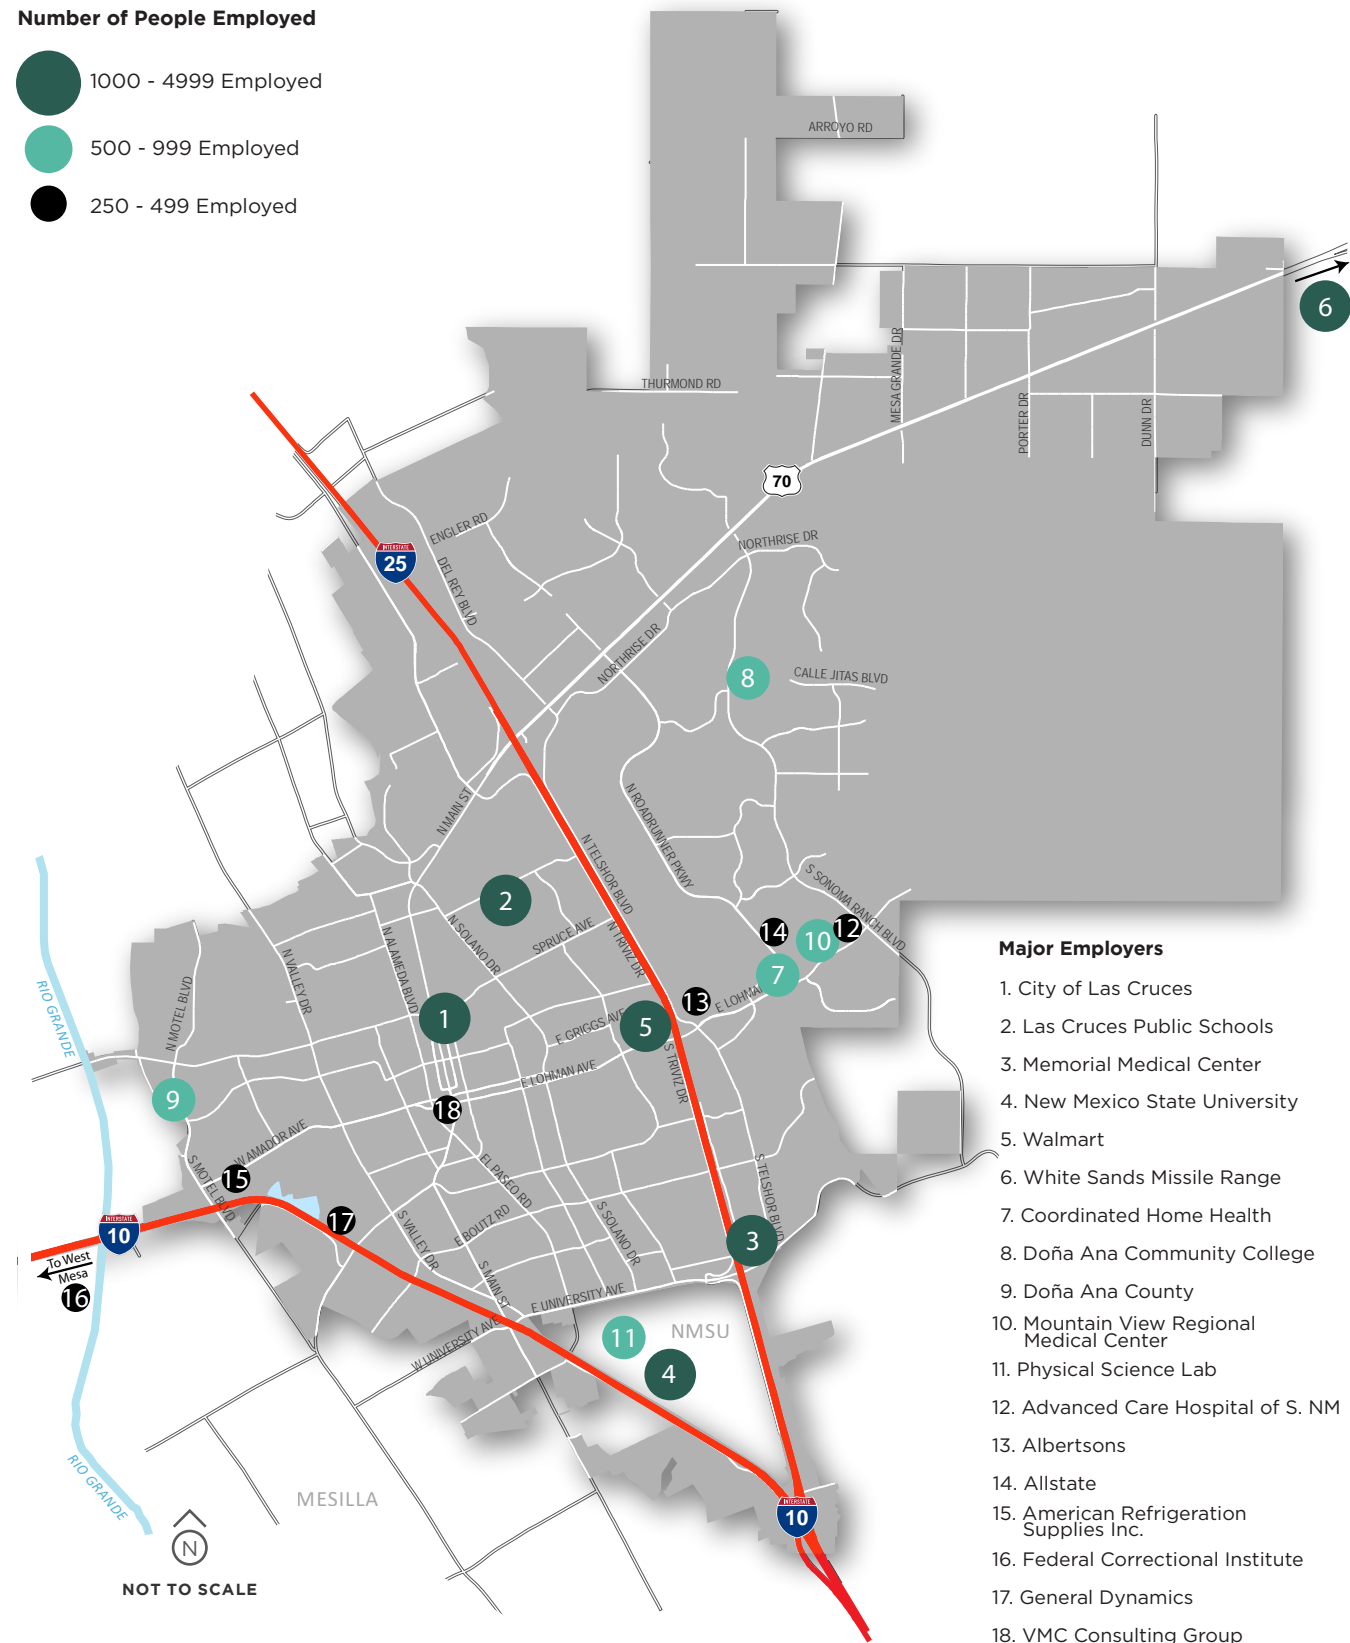 Number of People Employed
1000 - 4999 Employed
500 - 999 Employed
250 - 499 Employed
ARROYO RD
6
THURMOND RD
MESA GRANDE DR
PORTER DR
DUNN DR
70
ENGLER RD
NORTHRISE DR
INTERSTATE
25
DEL REY BLVD
NORTHRISE DR
8
CALLE JITAS BLVD
N MAIN ST
N ROADRUNNER PKWY
N TELSHOR BLVD
S SONOMA RANCH BLVD
2
N SOLANO DR
SPRUCE AVE
N TRIVIZ DR
14
10
12
N ALAMEDA BLVD
N VALLEY DR
7
RIO GRANDE
N MOTEL BLVD
13
E LOHMA
1
5
E GRIGGS AVE
S TRIVIZ DR
E LOHMAN AVE
9
18
W AMADOR AVE
15
S MOTEL BLVD
EL PASEO RD
S TELSHOR BLVD
17
S VALLEY DR
E BOUTZ RD
S SOLANO DR
INTERSTATE
10
3
To West
Mesa
16
S MAIN ST
E UNIVERSITY AVE
W UNIVERSITY AVE
11
NMSU
4
RIO GRANDE
MESILLA
INTERSTATE
10
N
NOT TO SCALE
Major Employers
1. City of Las Cruces
2. Las Cruces Public Schools
3. Memorial Medical Center
4. New Mexico State University
5. Walmart
6. White Sands Missile Range
7. Coordinated Home Health
8. Doña Ana Community College
9. Doña Ana County
10. Mountain View Regional
Medical Center
11. Physical Science Lab
12. Advanced Care Hospital of S. NM
13. Albertsons
14. Allstate
15. American Refrigeration
Supplies Inc.
16. Federal Correctional Institute
17. General Dynamics
18. VMC Consulting Group